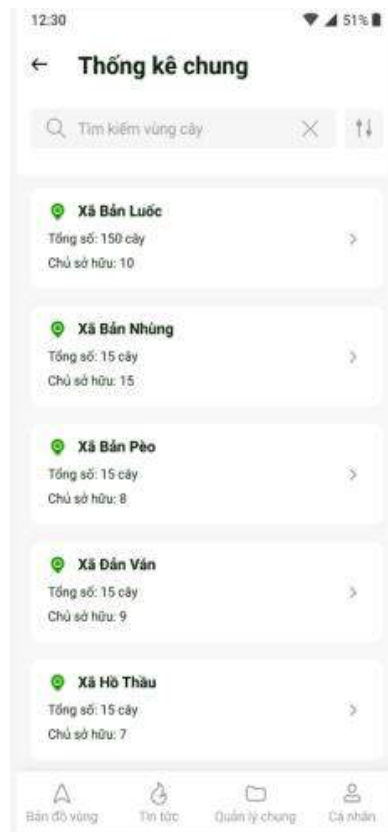 12:30
51%
Thống kê chung
Tìm kiếm vùng cây
Xã Bản Luốc
Tổng số: 150 cây
Chủ sở hữu: 10
Xã Bản Nhùng
Tổng số: 15 cây
Chủ sở hữu: 15
Xã Bản Pèo
Tổng số: 15 cây
Chủ sở hữu: 8
Xã Đản Ván
Tổng số: 15 cây
Chủ sở hữu: 9
Xã Hồ Thầu
Tổng số: 15 cây
Chủ sở hữu: 7
Bản đồ vùng
Tin tức
Quản lý chung
Cá nhân